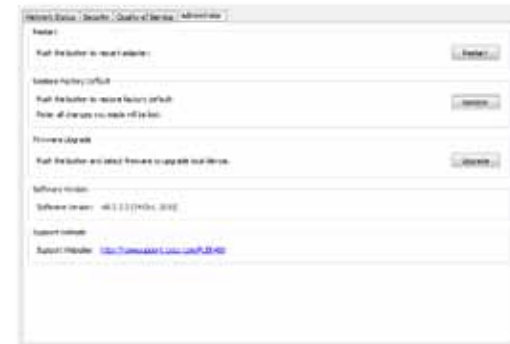 Network Status Security Quality of Service Administrator
Restart
Push the button to restart adapter. Restart
Restore Factory Default
Push the button to restore factory default. Restore
Note: all changes you made will be lost.
Firmware Upgrade
Push the button and select firmware to upgrade local device. Upgrade
Software Version
Software Version:
Support Website
Support Website: